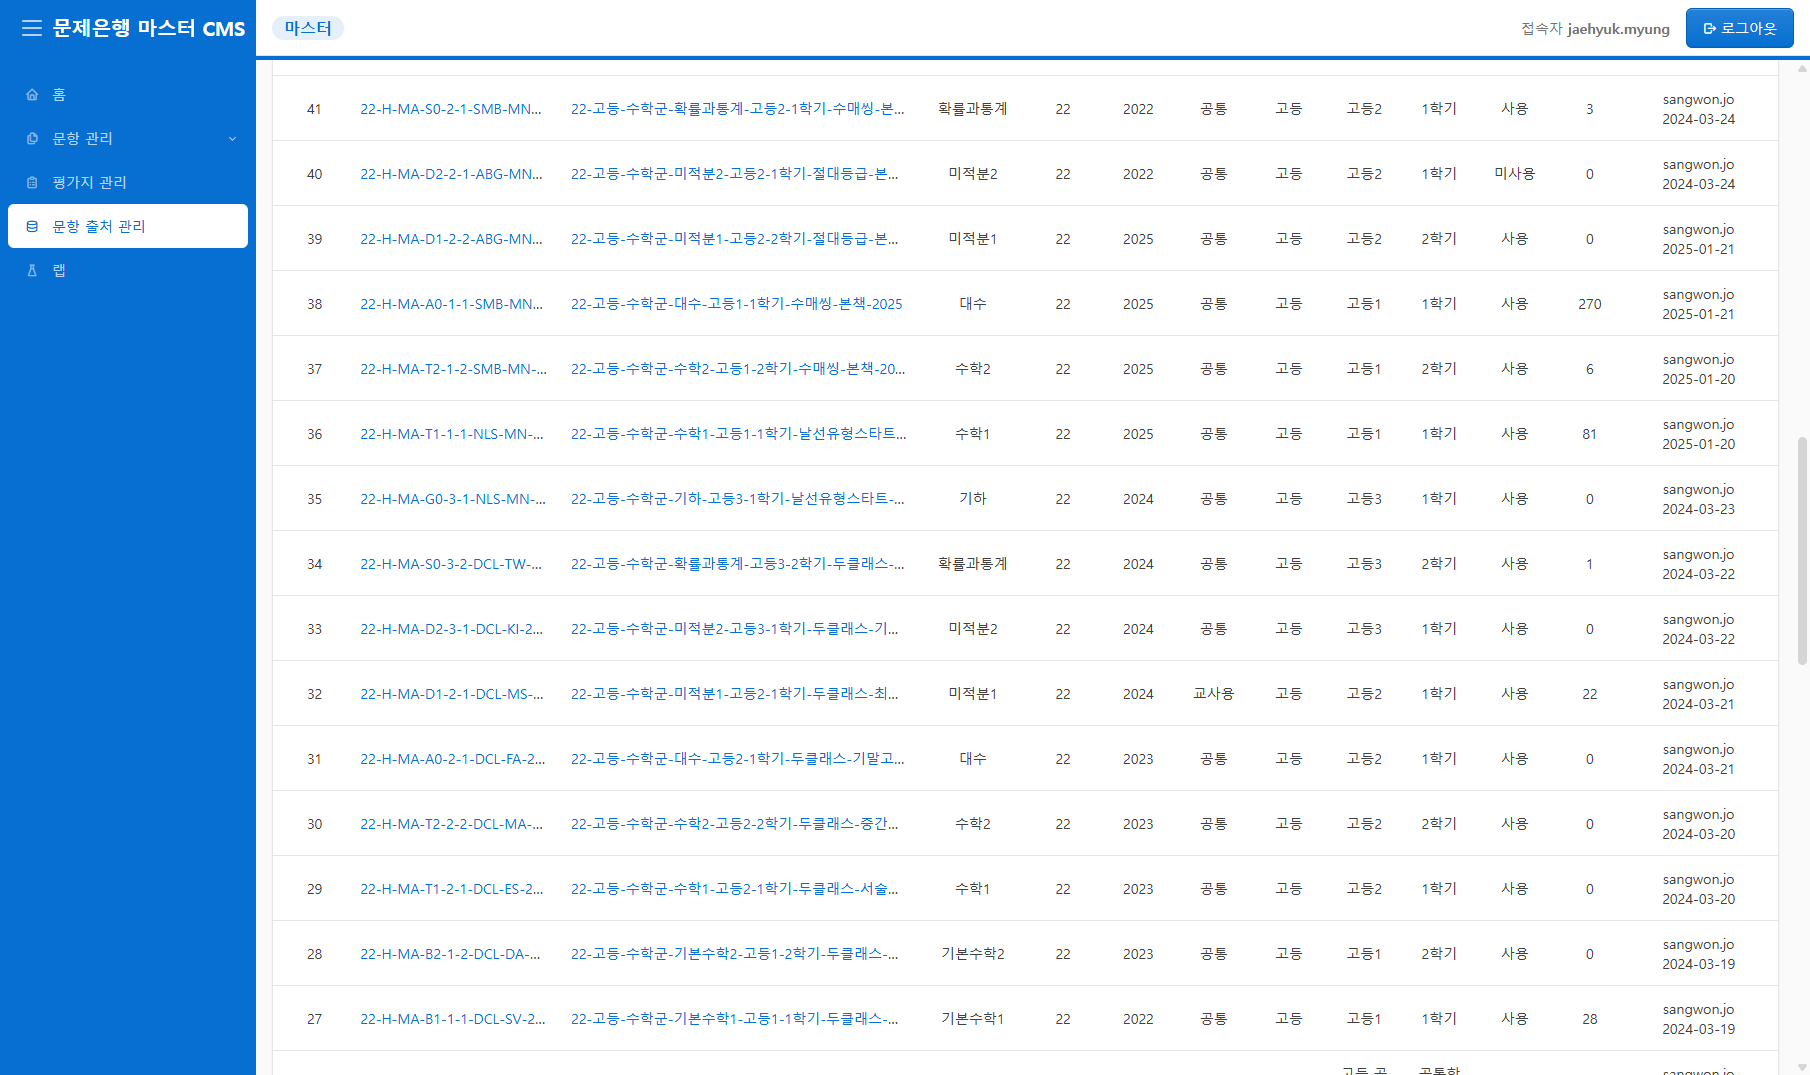 문제은행 마스터 CMS
마스터
접속자 jaehyuk.myung
로그아웃
홈
문항 관리
평가지 관리
문항 출처 관리
랩
41 22-H-MA-S0-2-1-SMB-MN... 22-고등-수학군-확률과통계-고등2-1학기-수매씽-본... 확률과통계 22 2022 공통 고등 고등2 1학기 사용 3 sangwon.jo
2024-03-24
40 22-H-MA-D2-2-1-ABG-MN... 22-고등-수학군-미적분2-고등2-1학기-절대등급-본... 미적분2 22 2022 공통 고등 고등2 1학기 미사용 0 sangwon.jo
2024-03-24
39 22-H-MA-D1-2-2-ABG-MN... 22-고등-수학군-미적분1-고등2-2학기-절대등급-본... 미적분1 22 2025 공통 고등 고등2 2학기 사용 0 sangwon.jo
2025-01-21
38 22-H-MA-A0-1-1-SMB-MN... 22-고등-수학군-대수-고등1-1학기-수매씽-본책-2025 대수 22 2025 공통 고등 고등1 1학기 사용 270 sangwon.jo
2025-01-21
37 22-H-MA-T2-1-2-SMB-MN-... 22-고등-수학군-수학2-고등1-2학기-수매씽-본책-20... 수학2 22 2025 공통 고등 고등1 2학기 사용 6 sangwon.jo
2025-01-20
36 22-H-MA-T1-1-1-NLS-MN-... 22-고등-수학군-수학1-고등1-1학기-날선유형스타트... 수학1 22 2025 공통 고등 고등1 1학기 사용 81 sangwon.jo
2025-01-20
35 22-H-MA-G0-3-1-NLS-MN-... 22-고등-수학군-기하-고등3-1학기-날선유형스타트-... 기하 22 2024 공통 고등 고등3 1학기 사용 0 sangwon.jo
2024-03-23
34 22-H-MA-S0-3-2-DCL-TW-... 22-고등-수학군-확률과통계-고등3-2학기-두클래스-... 확률과통계 22 2024 공통 고등 고등3 2학기 사용 1 sangwon.jo
2024-03-22
33 22-H-MA-D2-3-1-DCL-KI-2... 22-고등-수학군-미적분2-고등3-1학기-두클래스-기... 미적분2 22 2024 공통 고등 고등3 1학기 사용 0 sangwon.jo
2024-03-22
32 22-H-MA-D1-2-1-DCL-MS-... 22-고등-수학군-미적분1-고등2-1학기-두클래스-최... 미적분1 22 2024 교사용 고등 고등2 1학기 사용 22 sangwon.jo
2024-03-21
31 22-H-MA-A0-2-1-DCL-FA-2... 22-고등-수학군-대수-고등2-1학기-두클래스-기말고... 대수 22 2023 공통 고등 고등2 1학기 사용 0 sangwon.jo
2024-03-21
30 22-H-MA-T2-2-2-DCL-MA-... 22-고등-수학군-수학2-고등2-2학기-두클래스-중간... 수학2 22 2023 공통 고등 고등2 2학기 사용 0 sangwon.jo
2024-03-20
29 22-H-MA-T1-2-1-DCL-ES-2... 22-고등-수학군-수학1-고등2-1학기-두클래스-서술... 수학1 22 2023 공통 고등 고등2 1학기 사용 0 sangwon.jo
2024-03-20
28 22-H-MA-B2-1-2-DCL-DA-... 22-고등-수학군-기본수학2-고등1-2학기-두클래스-... 기본수학2 22 2023 공통 고등 고등1 2학기 사용 0 sangwon.jo
2024-03-19
27 22-H-MA-B1-1-1-DCL-SV-2... 22-고등-수학군-기본수학1-고등1-1학기-두클래스-... 기본수학1 22 2022 공통 고등 고등1 1학기 사용 28 sangwon.jo
2024-03-19